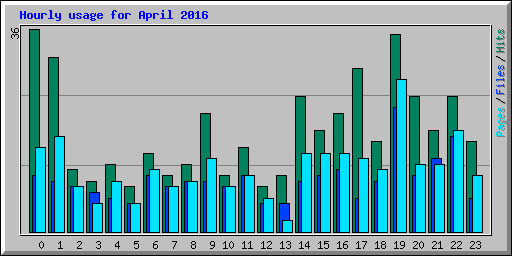 Hourly usage for April 2016
36
Pages / Files / Hits
0 1 2 3 4 5 6 7 8 9 10 11 12 13 14 15 16 17 18 19 20 21 22 23